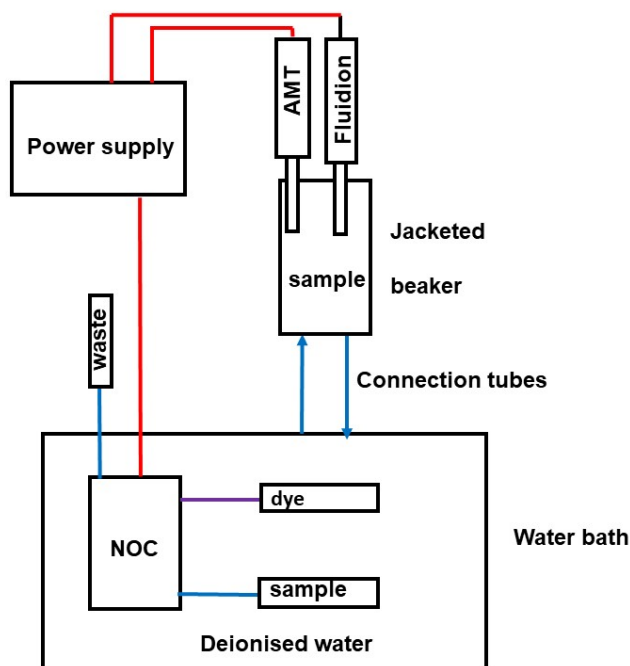 AMT
Fluidion
Power supply
Jacketed
sample
beaker
waste
Connection tubes
dye
NOC
Water bath
sample
Deionised water